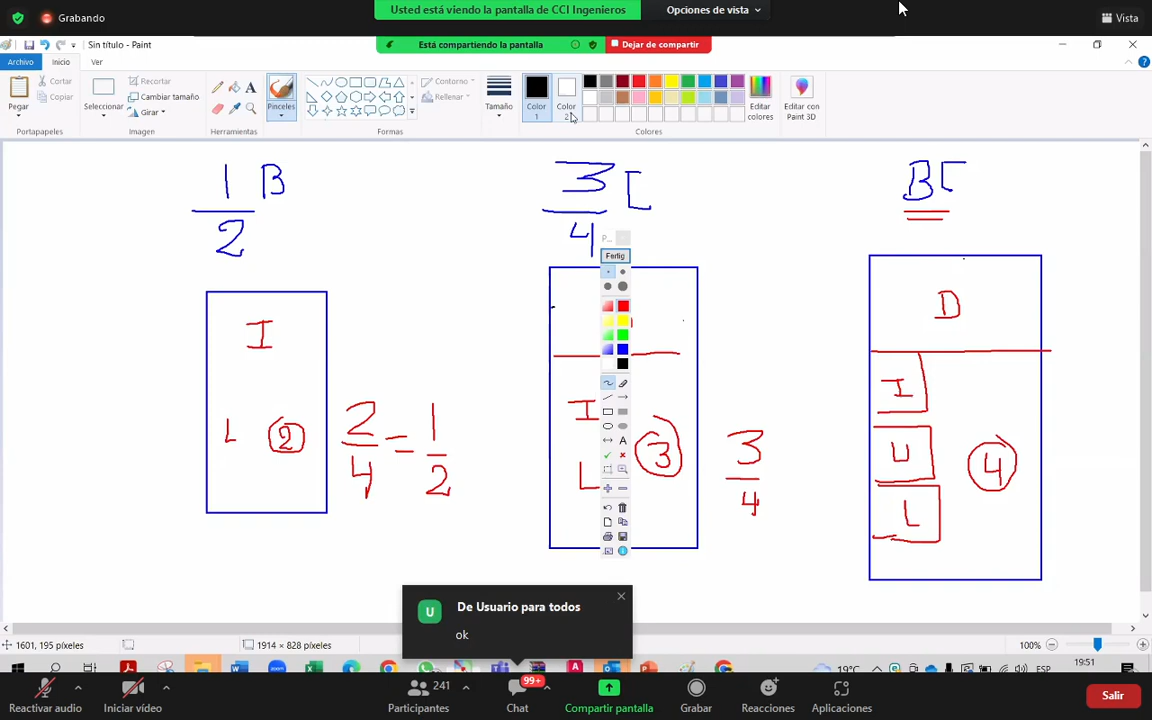 Grabando
Usted está viendo la pantalla de CCI Ingenieros
Opciones de vista
Vista
Sin título - Paint
Está compartiendo la pantalla
Dejar de compartir
Archivo
Inicio
Ver
Pegar
Cortar
Copiar
Portapapeles
Seleccionar
Recortar
Cambiar tamaño
Girar
Imagen
A
Herramientas
Pinceles
Contorno
Rellenar
Formas
Tamaño
Color 1
Color 2
Colores
Editar colores
Editar con Paint 3D
1 B
2
3 [
4
B[
P...
Fertig
A
I
L 2
2/4 = 1/2
I
L 3
3/4
D
I
U
L
4
U
De Usuario para todos
ok
1601, 195 píxeles
1914 × 828 píxeles
100%
19°C
ESP
19:51
Reactivar audio
Iniciar vídeo
241
Participantes
99+
Chat
Compartir pantalla
Grabar
Reacciones
Aplicaciones
Salir